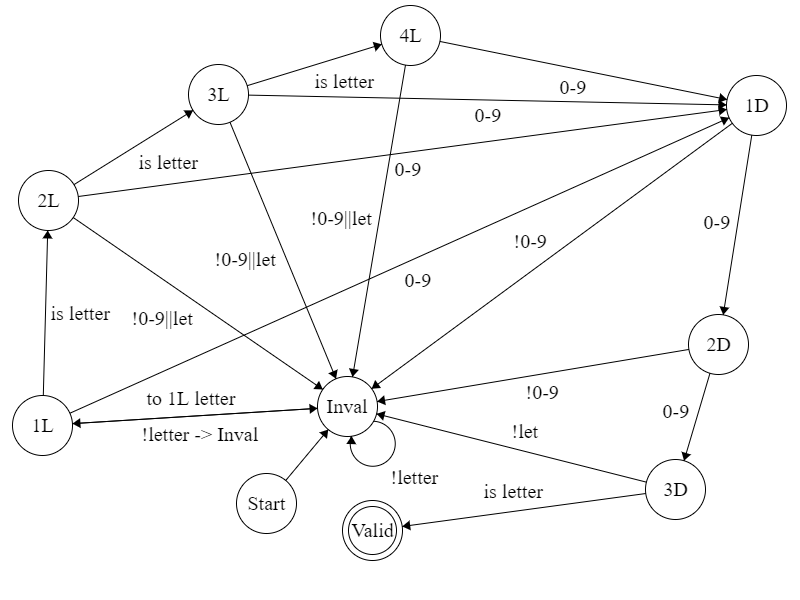 4L
is letter
0-9
3L
1D
0-9
is letter
0-9
2L
!0-9||let
0-9
!0-9
!0-9||let
0-9
is letter
!0-9||let
2D
!0-9
to 1L letter
Inval
0-9
1L
!letter -> Inval
!let
!letter
is letter
3D
Start
Valid